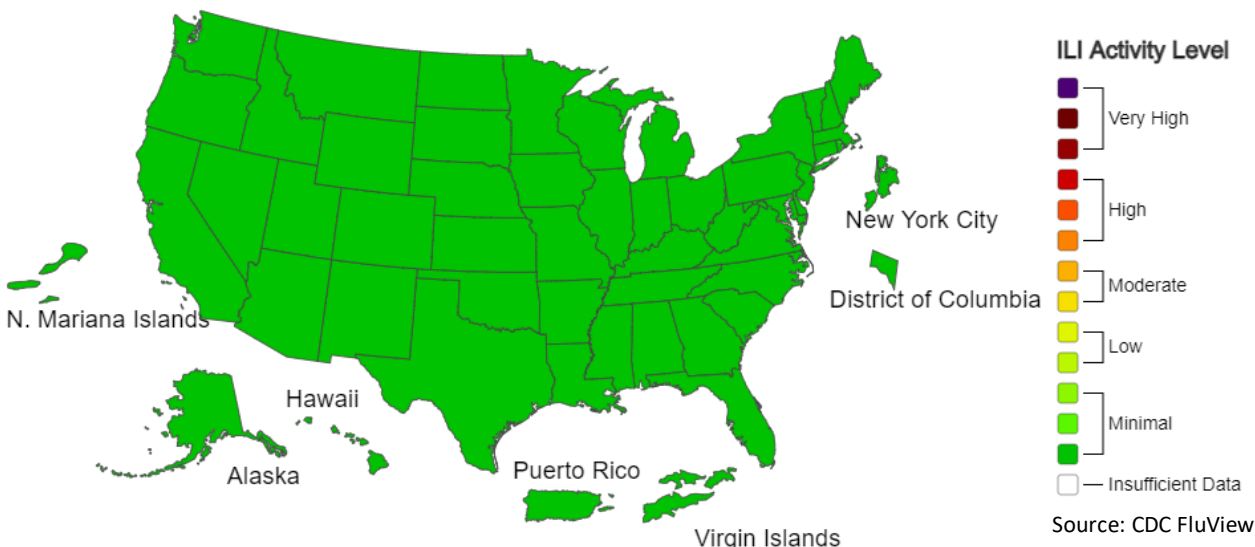 ILI Activity Level
Very High
High
Moderate
Low
Minimal
Insufficient Data
Source: CDC FluView
New York City
District of Columbia
N. Mariana Islands
Hawaii
Alaska
Puerto Rico
Virgin Islands